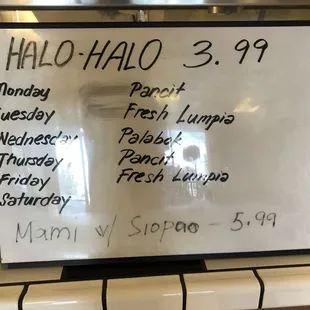 HALO-HALO 3.99
Monday Pancit
Tuesday Fresh Lumpia
Wednesday Palabok
Thursday Pancit
Friday Fresh Lumpia
Saturday
Mami w/ Siopao - 5.99